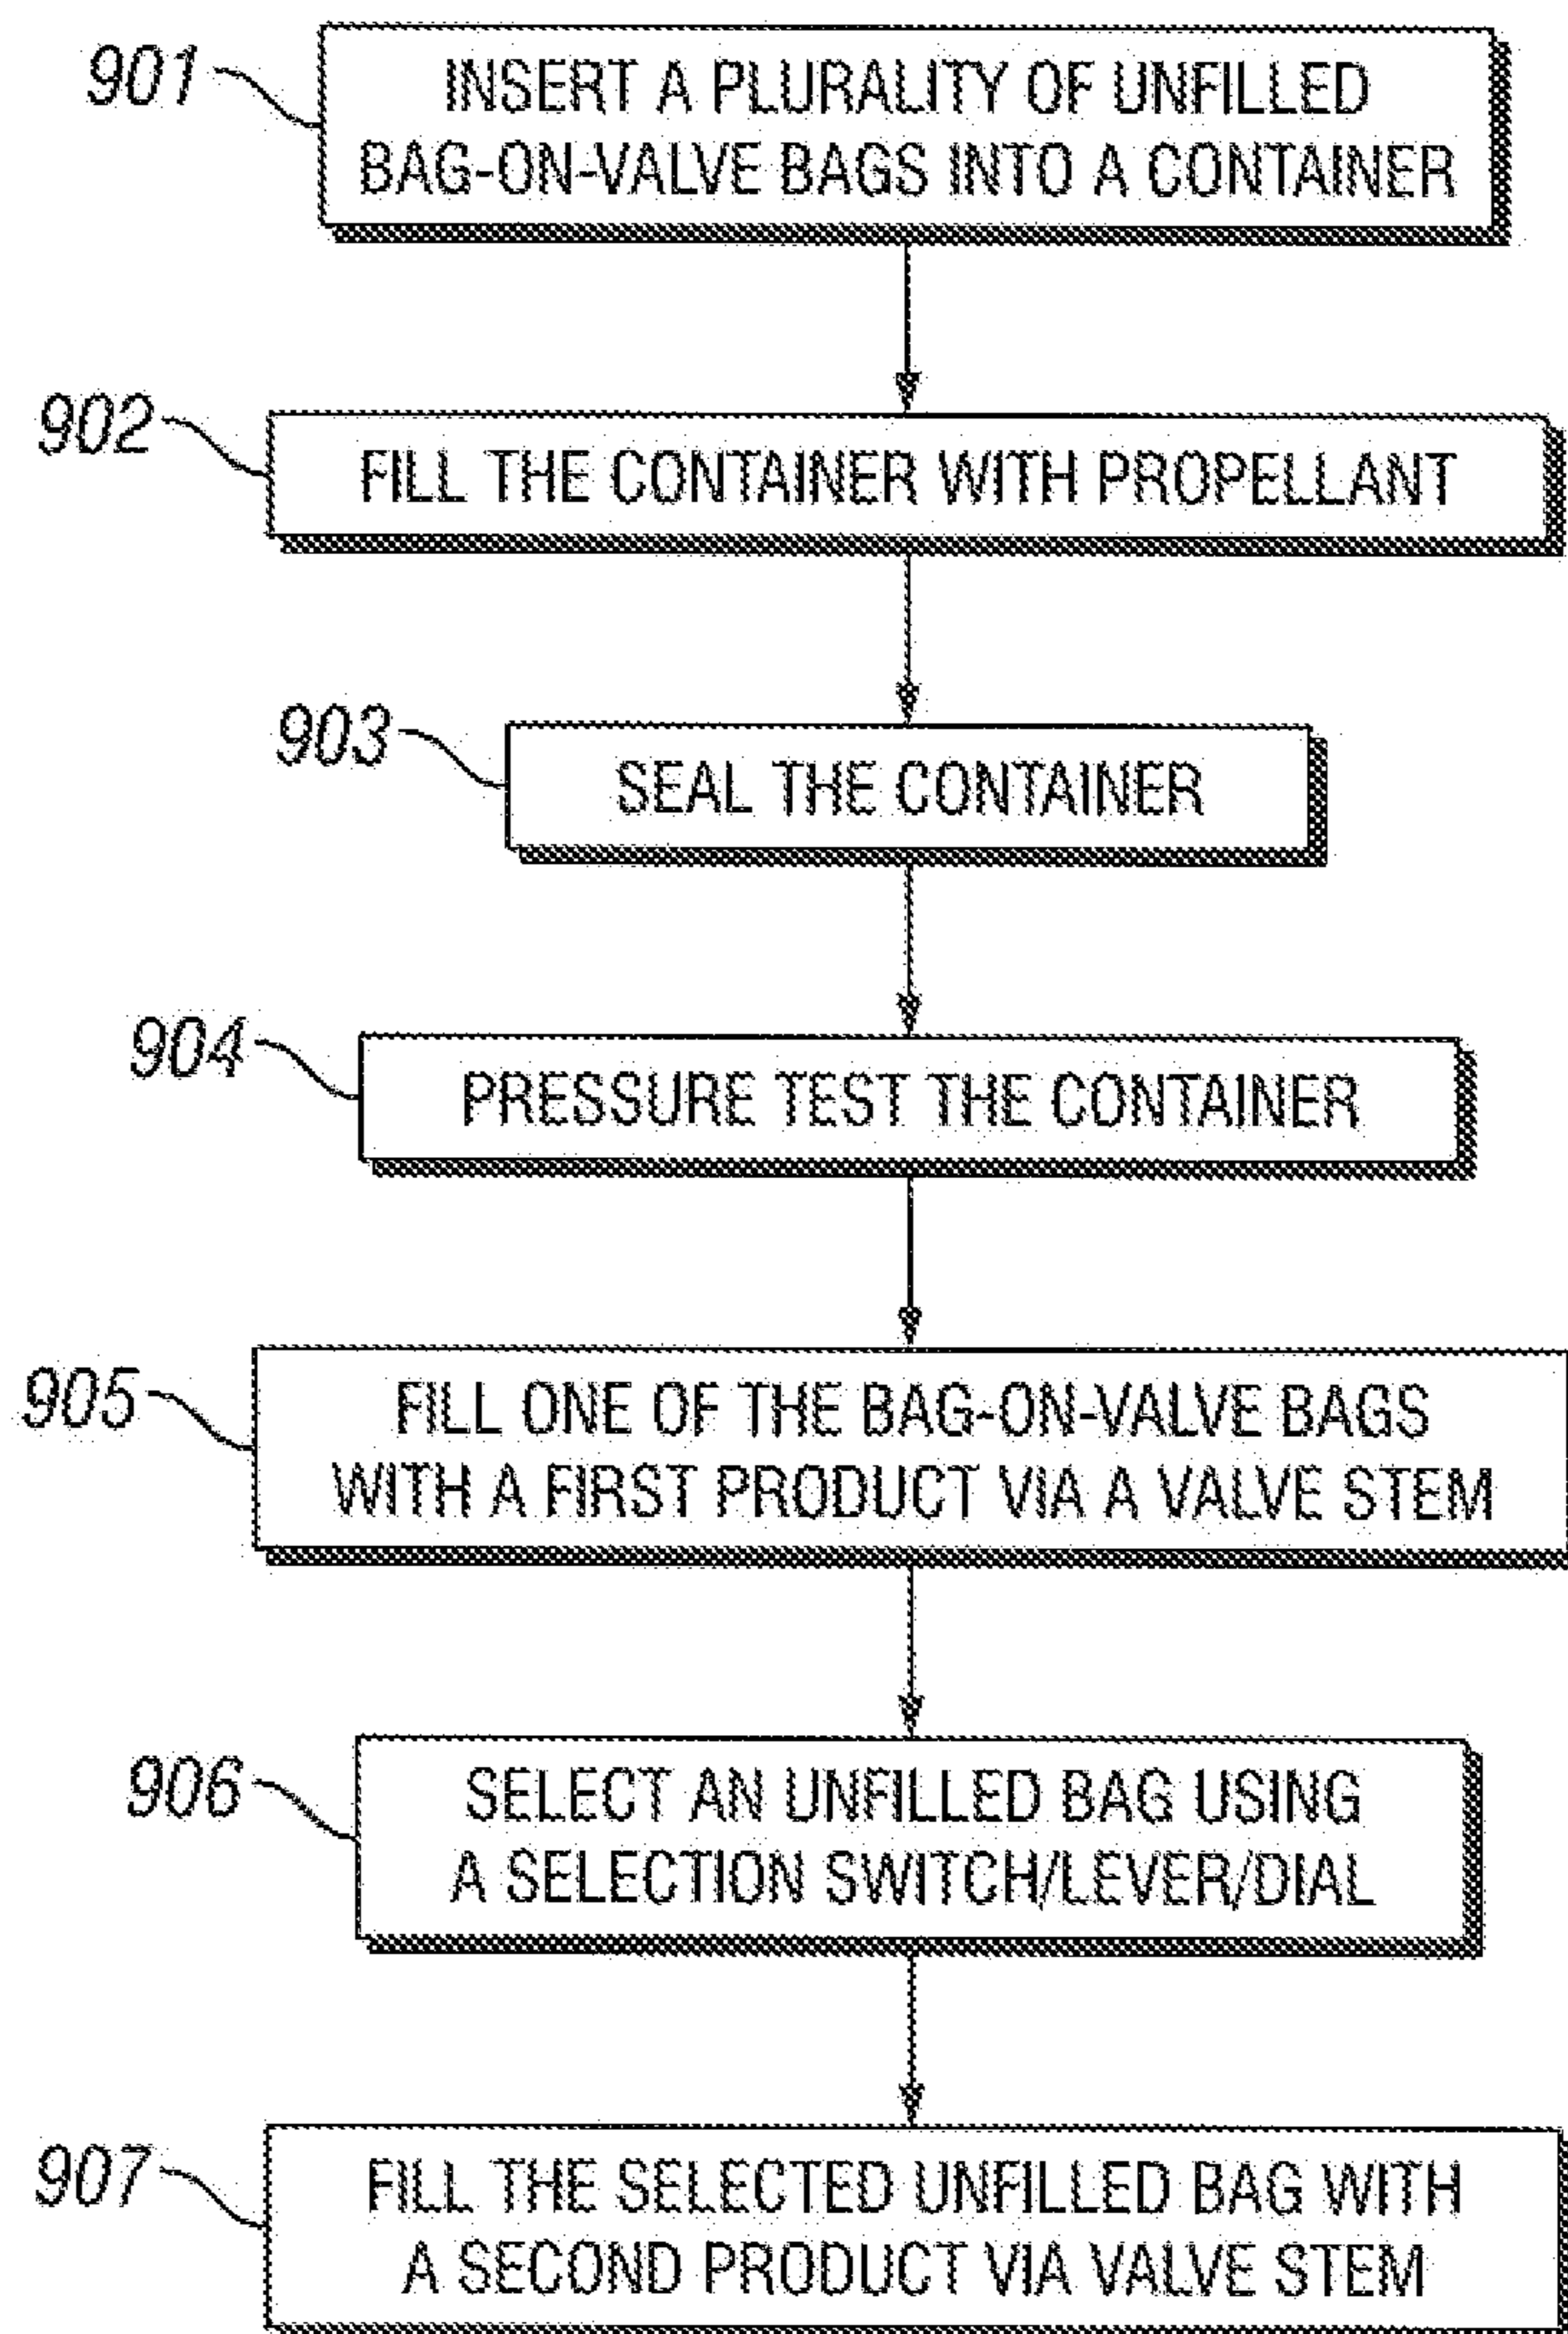 901
INSERT A PLURALITY OF UNFILLED
BAG-ON-VALVE BAGS INTO A CONTAINER
902
FILL THE CONTAINER WITH PROPELLANT
903
SEAL THE CONTAINER
904
PRESSURE TEST THE CONTAINER
905
FILL ONE OF THE BAG-ON-VALVE BAGS
WITH A FIRST PRODUCT VIA A VALVE STEM
906
SELECT AN UNFILLED BAG USING
A SELECTION SWITCH/LEVER/DIAL
907
FILL THE SELECTED UNFILLED BAG WITH
A SECOND PRODUCT VIA VALVE STEM